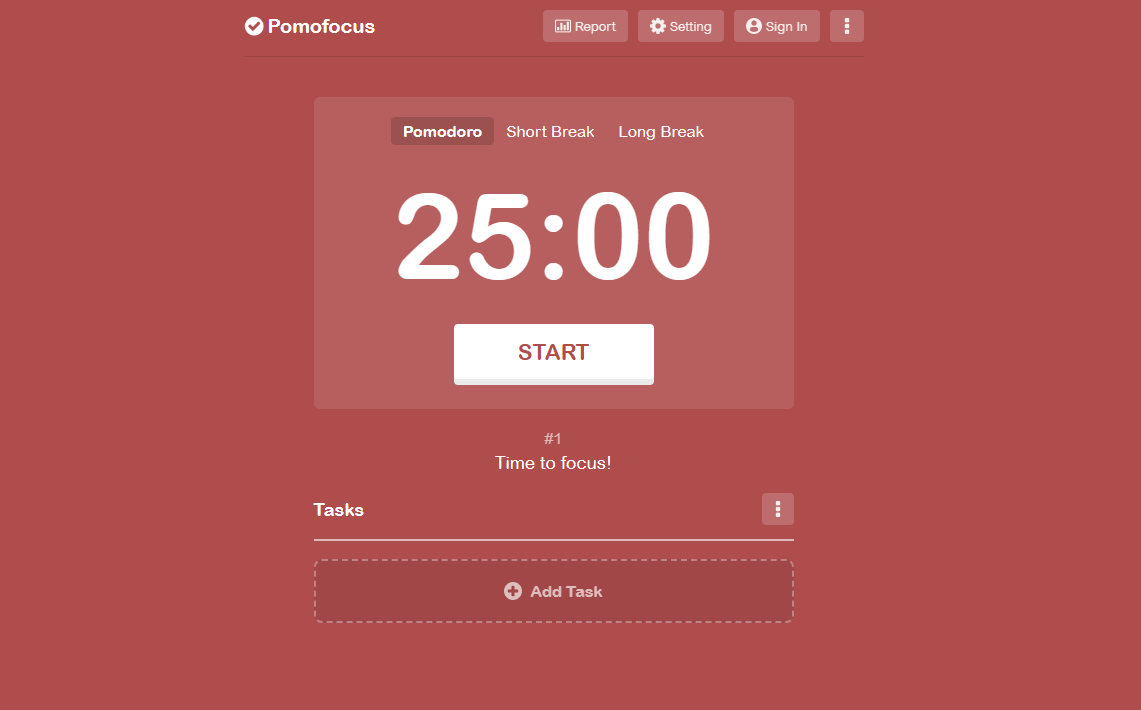 Pomofocus
Report Setting Sign In
Pomodoro Short Break Long Break
25:00
START
#1
Time to focus!
Tasks
Add Task